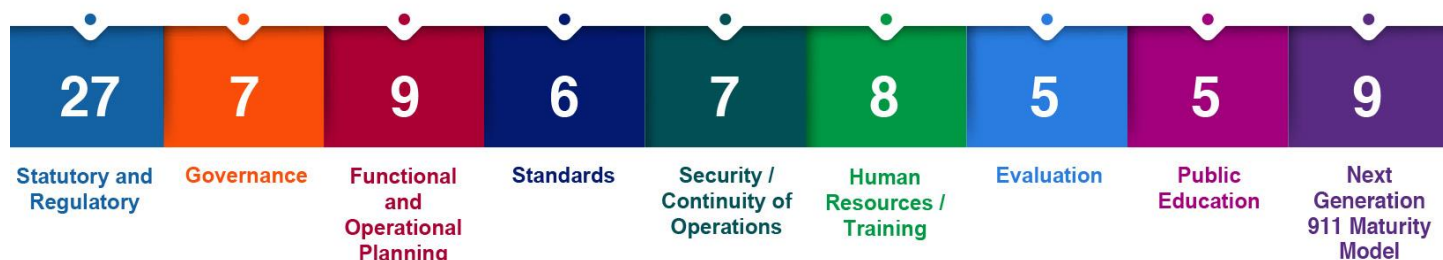 27
7
9
6
7
8
5
5
9
Statutory and
Regulatory
Governance
Functional
and
Operational
Planning
Standards
Security /
Continuity of
Operations
Human
Resources /
Training
Evaluation
Public
Education
Next
Generation
911 Maturity
Model